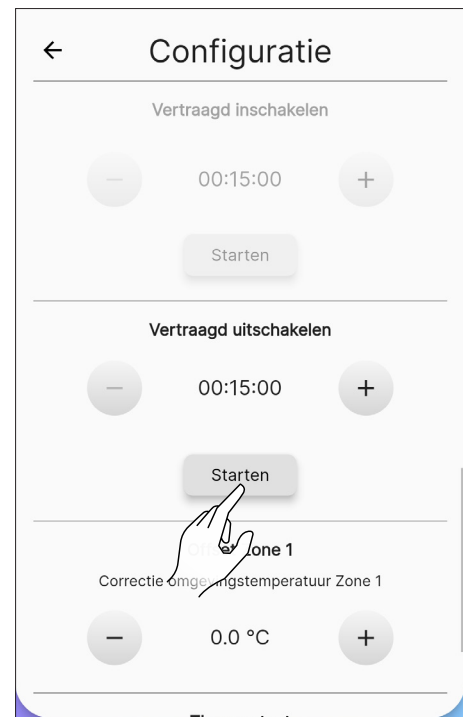 Configuratie
Vertraagd inschakelen
− 00:15:00 +
Starten
Vertraagd uitschakelen
− 00:15:00 +
Starten
Zone 1
Correctie omgevingstemperatuur Zone 1
− 0.0 °C +